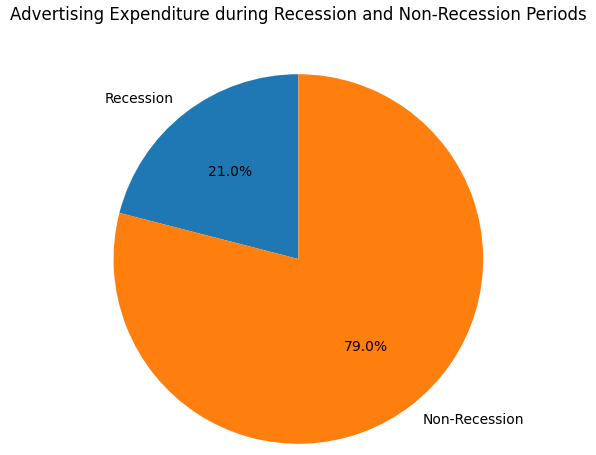 Advertising Expenditure during Recession and Non-Recession Periods
Recession
21.0%
79.0%
Non-Recession